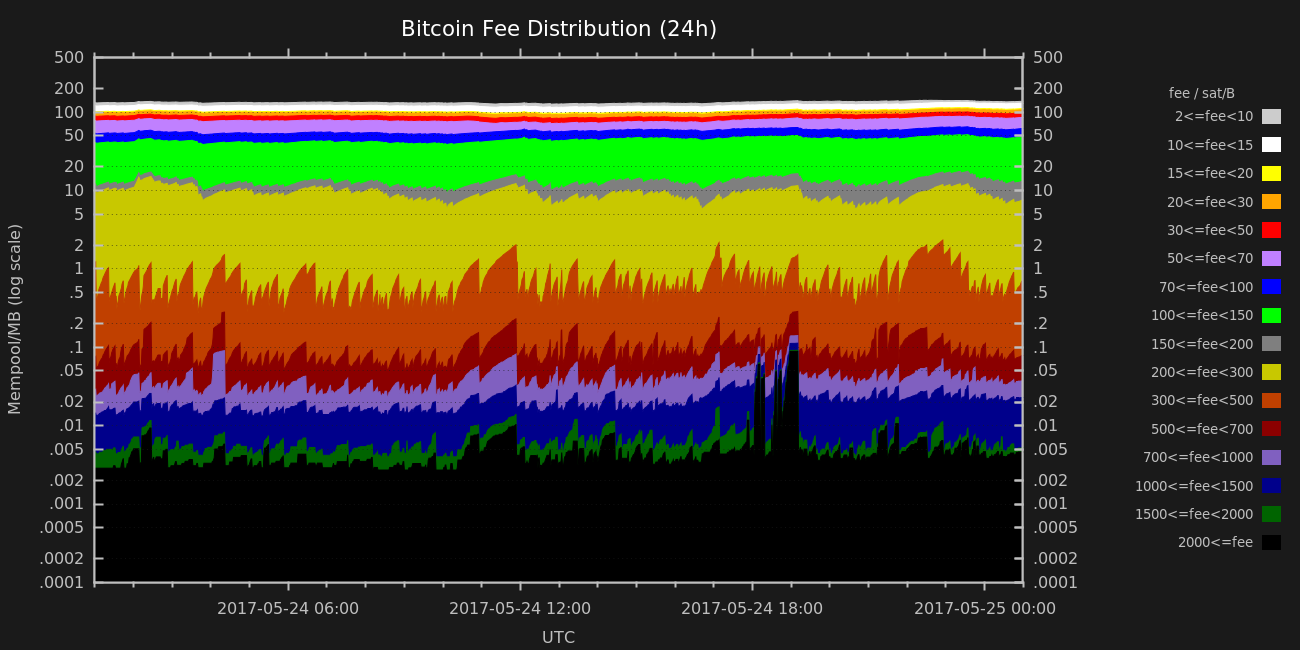 Bitcoin Fee Distribution (24h)
Mempool/MB (log scale)
500
200
100
50
20
10
5
2
1
.5
.2
.1
.05
.02
.01
.005
.002
.001
.0005
.0002
.0001
500
200
100
50
20
10
5
2
1
.5
.2
.1
.05
.02
.01
.005
.002
.001
.0005
.0002
.0001
2017-05-24 06:00
2017-05-24 12:00
2017-05-24 18:00
2017-05-25 00:00
UTC
fee / sat/B
2<=fee<10
10<=fee<15
15<=fee<20
20<=fee<30
30<=fee<50
50<=fee<70
70<=fee<100
100<=fee<150
150<=fee<200
200<=fee<300
300<=fee<500
500<=fee<700
700<=fee<1000
1000<=fee<1500
1500<=fee<2000
2000<=fee